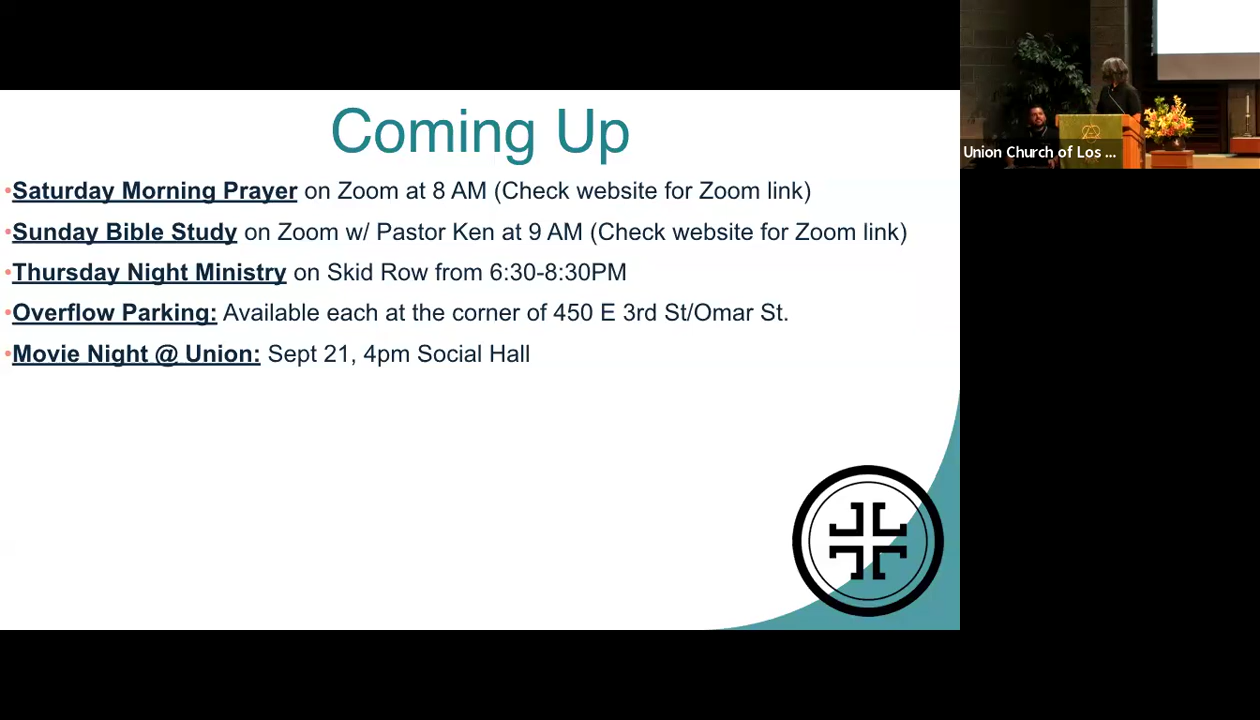 Coming Up
•Saturday Morning Prayer on Zoom at 8 AM (Check website for Zoom link)
•Sunday Bible Study on Zoom w/ Pastor Ken at 9 AM (Check website for Zoom link)
•Thursday Night Ministry on Skid Row from 6:30-8:30PM
•Overflow Parking: Available each at the corner of 450 E 3rd St/Omar St.
•Movie Night @ Union: Sept 21, 4pm Social Hall
Union Church of Los ...